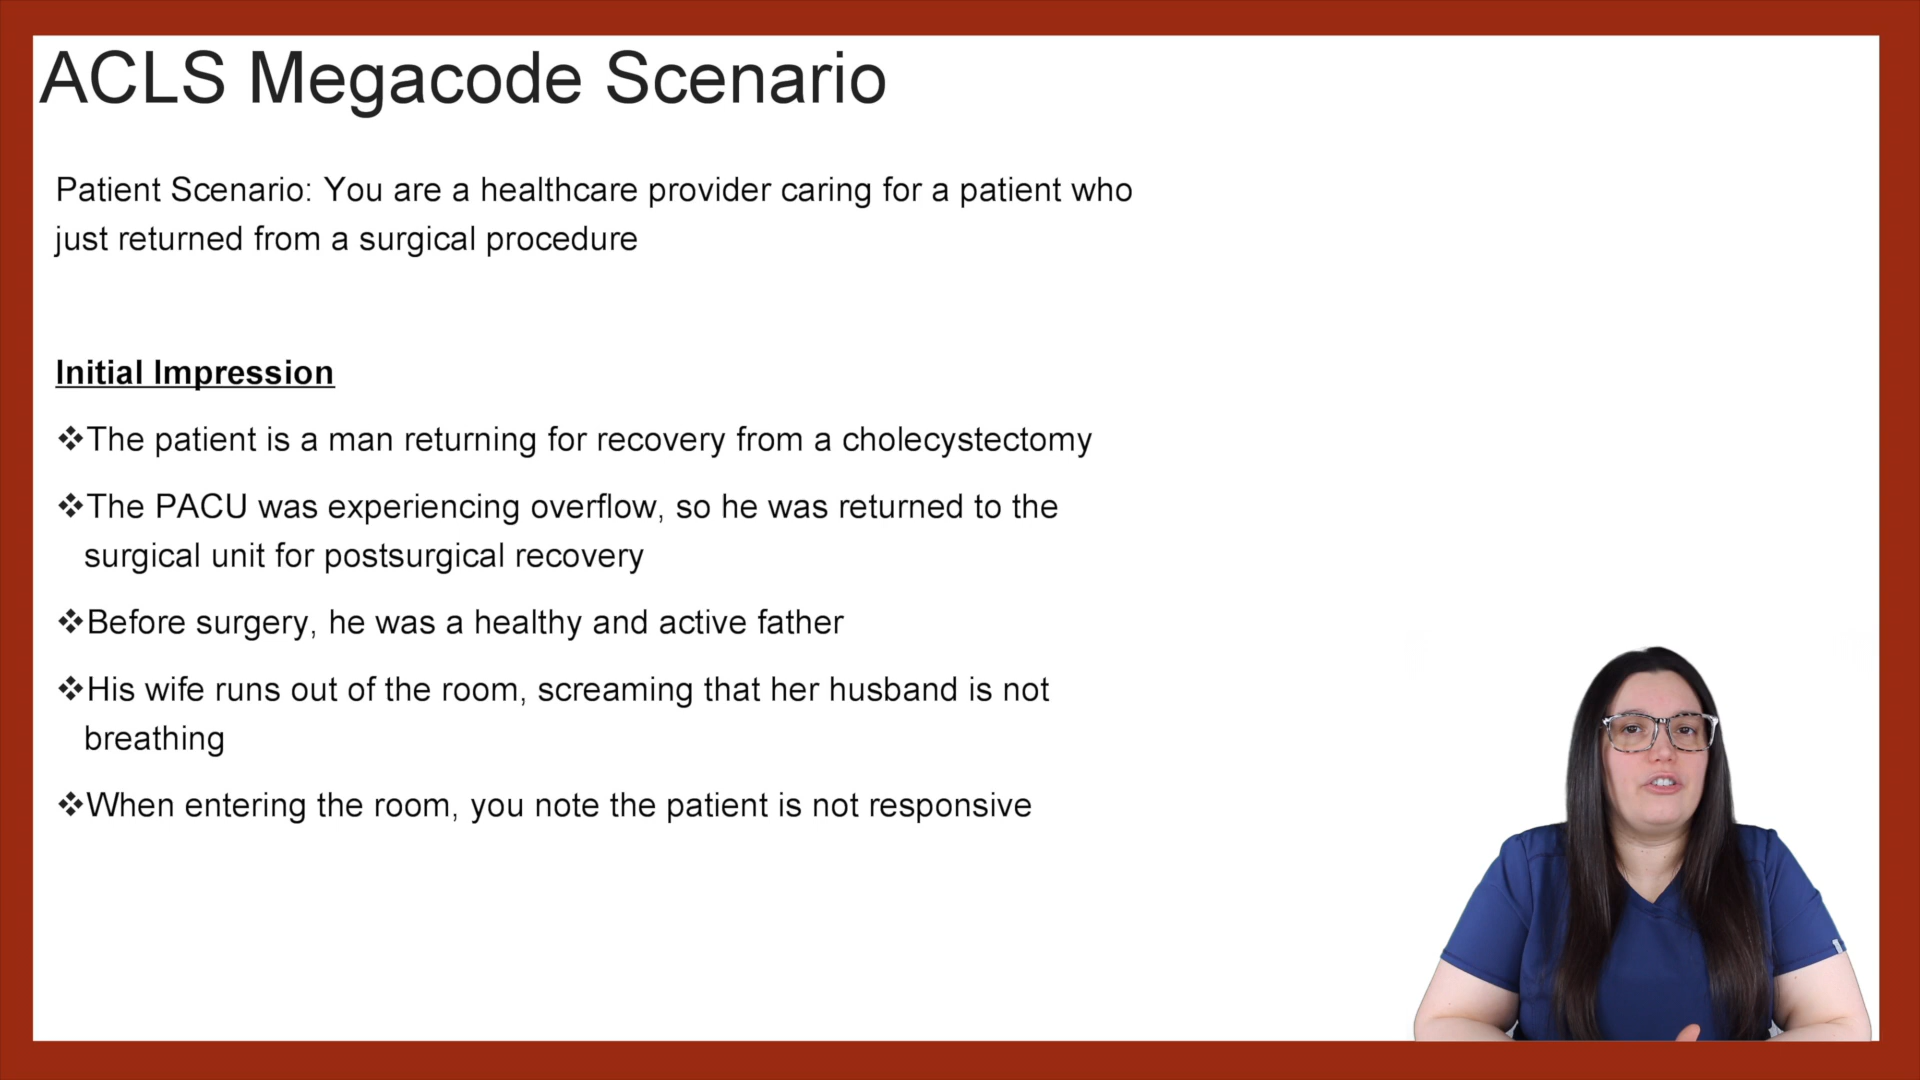 ACLS Megacode Scenario
Patient Scenario: You are a healthcare provider caring for a patient who
just returned from a surgical procedure
Initial Impression
❖The patient is a man returning for recovery from a cholecystectomy
❖The PACU was experiencing overflow, so he was returned to the
surgical unit for postsurgical recovery
❖Before surgery, he was a healthy and active father
❖His wife runs out of the room, screaming that her husband is not
breathing
❖When entering the room, you note the patient is not responsive